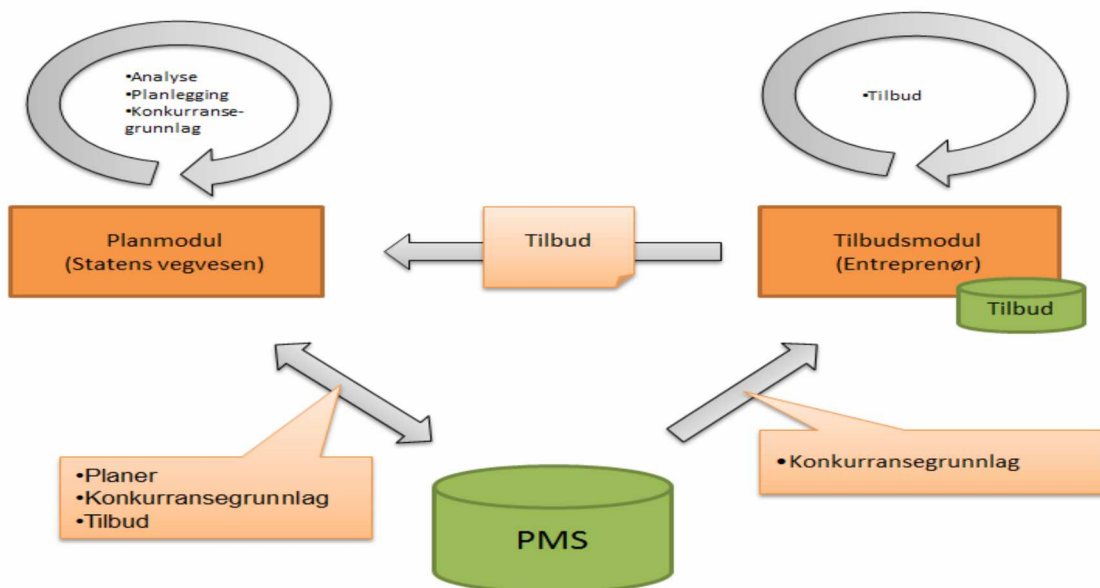 •Analyse
•Planlegging
•Konkurranse-
grunnlag
•Tilbud
Planmodul
(Statens vegvesen)
Tilbud
Tilbudsmodul
(Entreprenør)
Tilbud
•Planer
•Konkurransegrunnlag
•Tilbud
•Konkurransegrunnlag
PMS